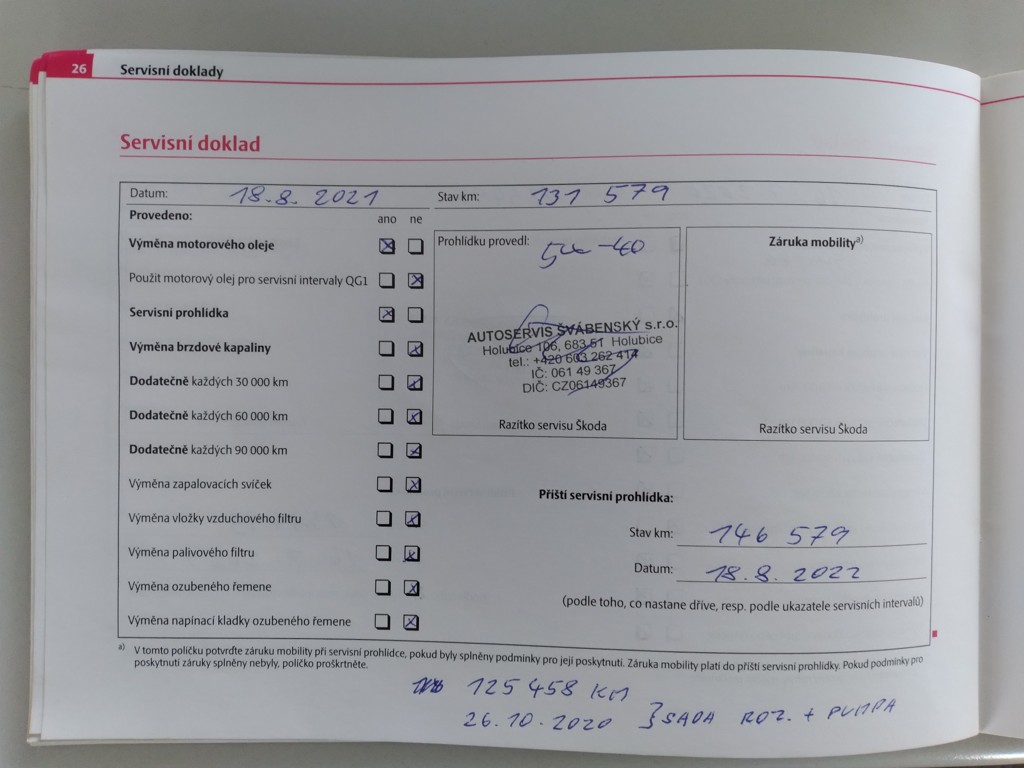 26 Servisní doklady
Servisní doklad
Datum: 18.8. 2021 Stav km: 131 579
Provedeno: ano ne
Výměna motorového oleje
Použit motorový olej pro servisní intervaly QG1
Servisní prohlídka
Výměna brzdové kapaliny
Dodatečně každých 30 000 km
Dodatečně každých 60 000 km
Dodatečně každých 90 000 km
Výměna zapalovacích svíček
Výměna vložky vzduchového filtru
Výměna palivového filtru
Výměna ozubeného řemene
Výměna napínací kladky ozubeného řemene
Prohlídku provedl: 5w-40
AUTOSERVIS ŠVÁBENSKÝ s.r.o.
Holubice 106, 683 51 Holubice
tel.: +420 603 262 414
IČ: 061 49 367
DIČ: CZ06149367
Razítko servisu Škoda
Záruka mobility a)
Razítko servisu Škoda
Příští servisní prohlídka:
Stav km: 146 579
Datum: 18.8. 2022
(podle toho, co nastane dříve, resp. podle ukazatele servisních intervalů)
a) V tomto políčku potvrďte záruku mobility při servisní prohlídce, pokud byly splněny podmínky pro její poskytnutí. Záruka mobility platí do příští servisní prohlídky. Pokud podmínky pro
poskytnutí záruky splněny nebyly, políčko proškrtněte.
125 458 KM
26.10.2020 } SADA ROZ. + PUMPA